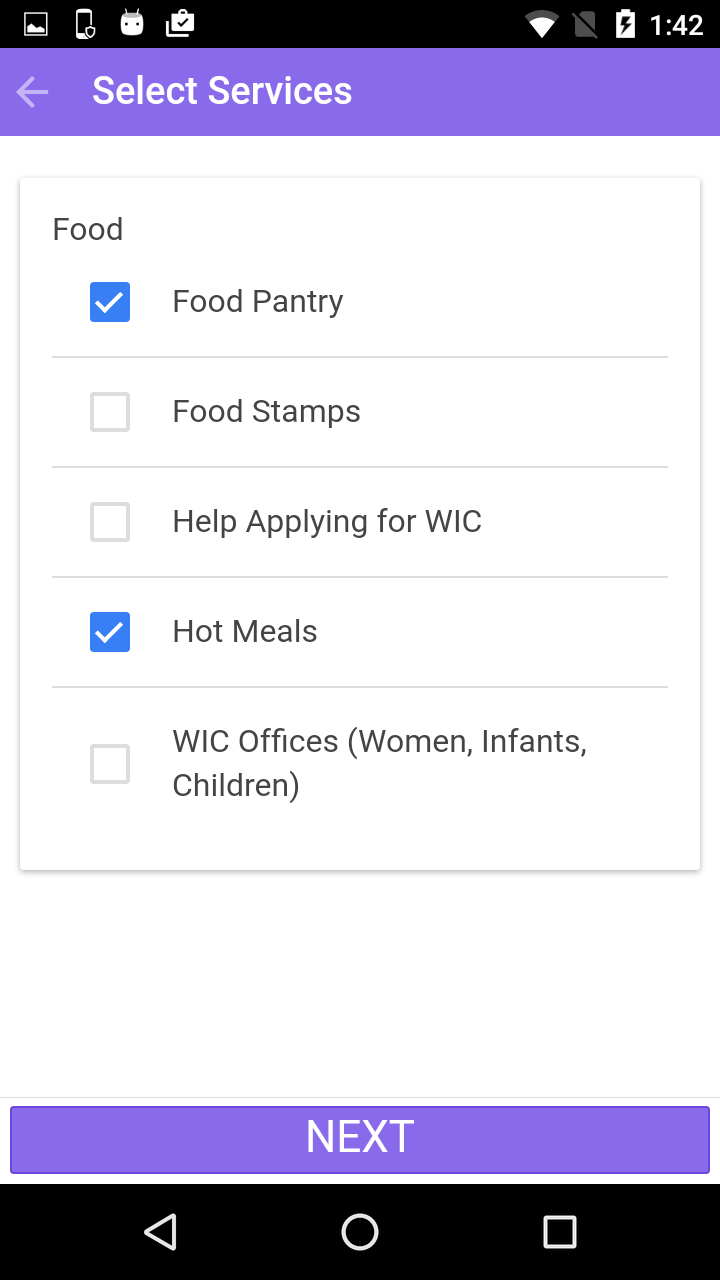 1:42
Select Services
Food
Food Pantry
Food Stamps
Help Applying for WIC
Hot Meals
WIC Offices (Women, Infants,
Children)
NEXT